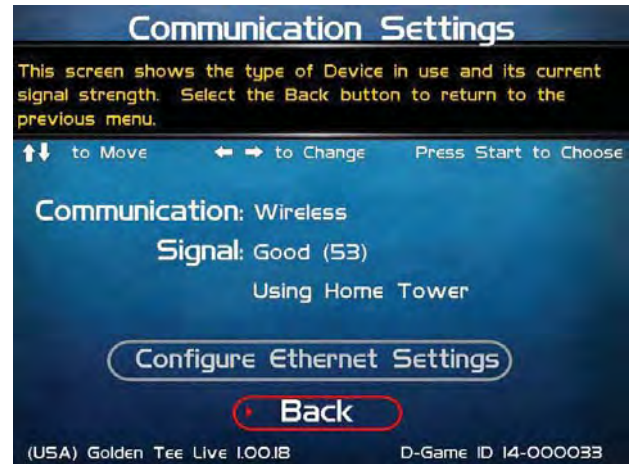 Communication Settings
This screen shows the type of Device in use and its current
signal strength. Select the Back button to return to the
previous menu.
to Move to Change Press Start to Choose
Communication: Wireless
Signal: Good (53)
Using Home Tower
Configure Ethernet Settings
Back
(USA) Golden Tee Live 1.00.18 D-Game ID 14-000033